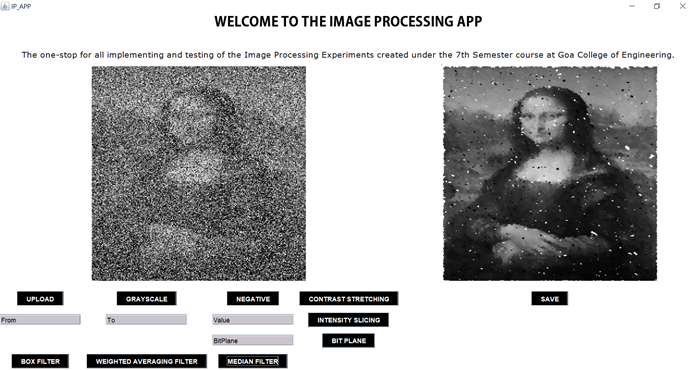 IP_APP
WELCOME TO THE IMAGE PROCESSING APP
The one-stop for all implementing and testing of the Image Processing Experiments created under the 7th Semester course at Goa College of Engineering.
UPLOAD GRAYSCALE NEGATIVE CONTRAST STRETCHING SAVE
From To Value INTENSITY SLICING
BitPlane BIT PLANE
BOX FILTER WEIGHTED AVERAGING FILTER MEDIAN FILTER